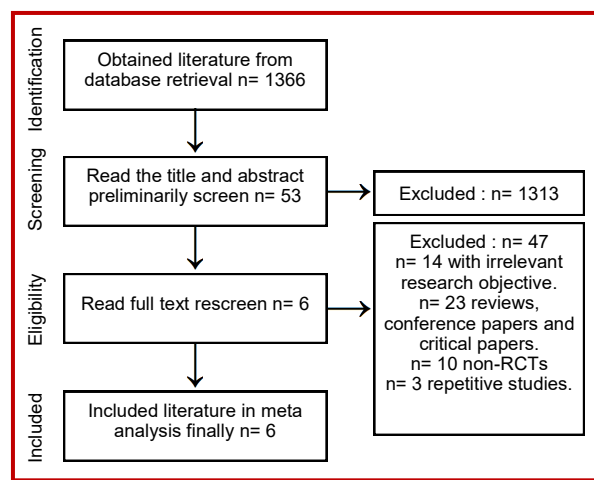 Identification
Obtained literature from
database retrieval n= 1366
Screening
Read the title and abstract
preliminarily screen n= 53
Excluded : n= 1313
Eligibility
Read full text rescreen n= 6
Excluded : n= 47
n= 14 with irrelevant
research objective.
n= 23 reviews,
conference papers and
critical papers.
n= 10 non-RCTs
n= 3 repetitive studies.
Included
Included literature in meta
analysis finally n= 6